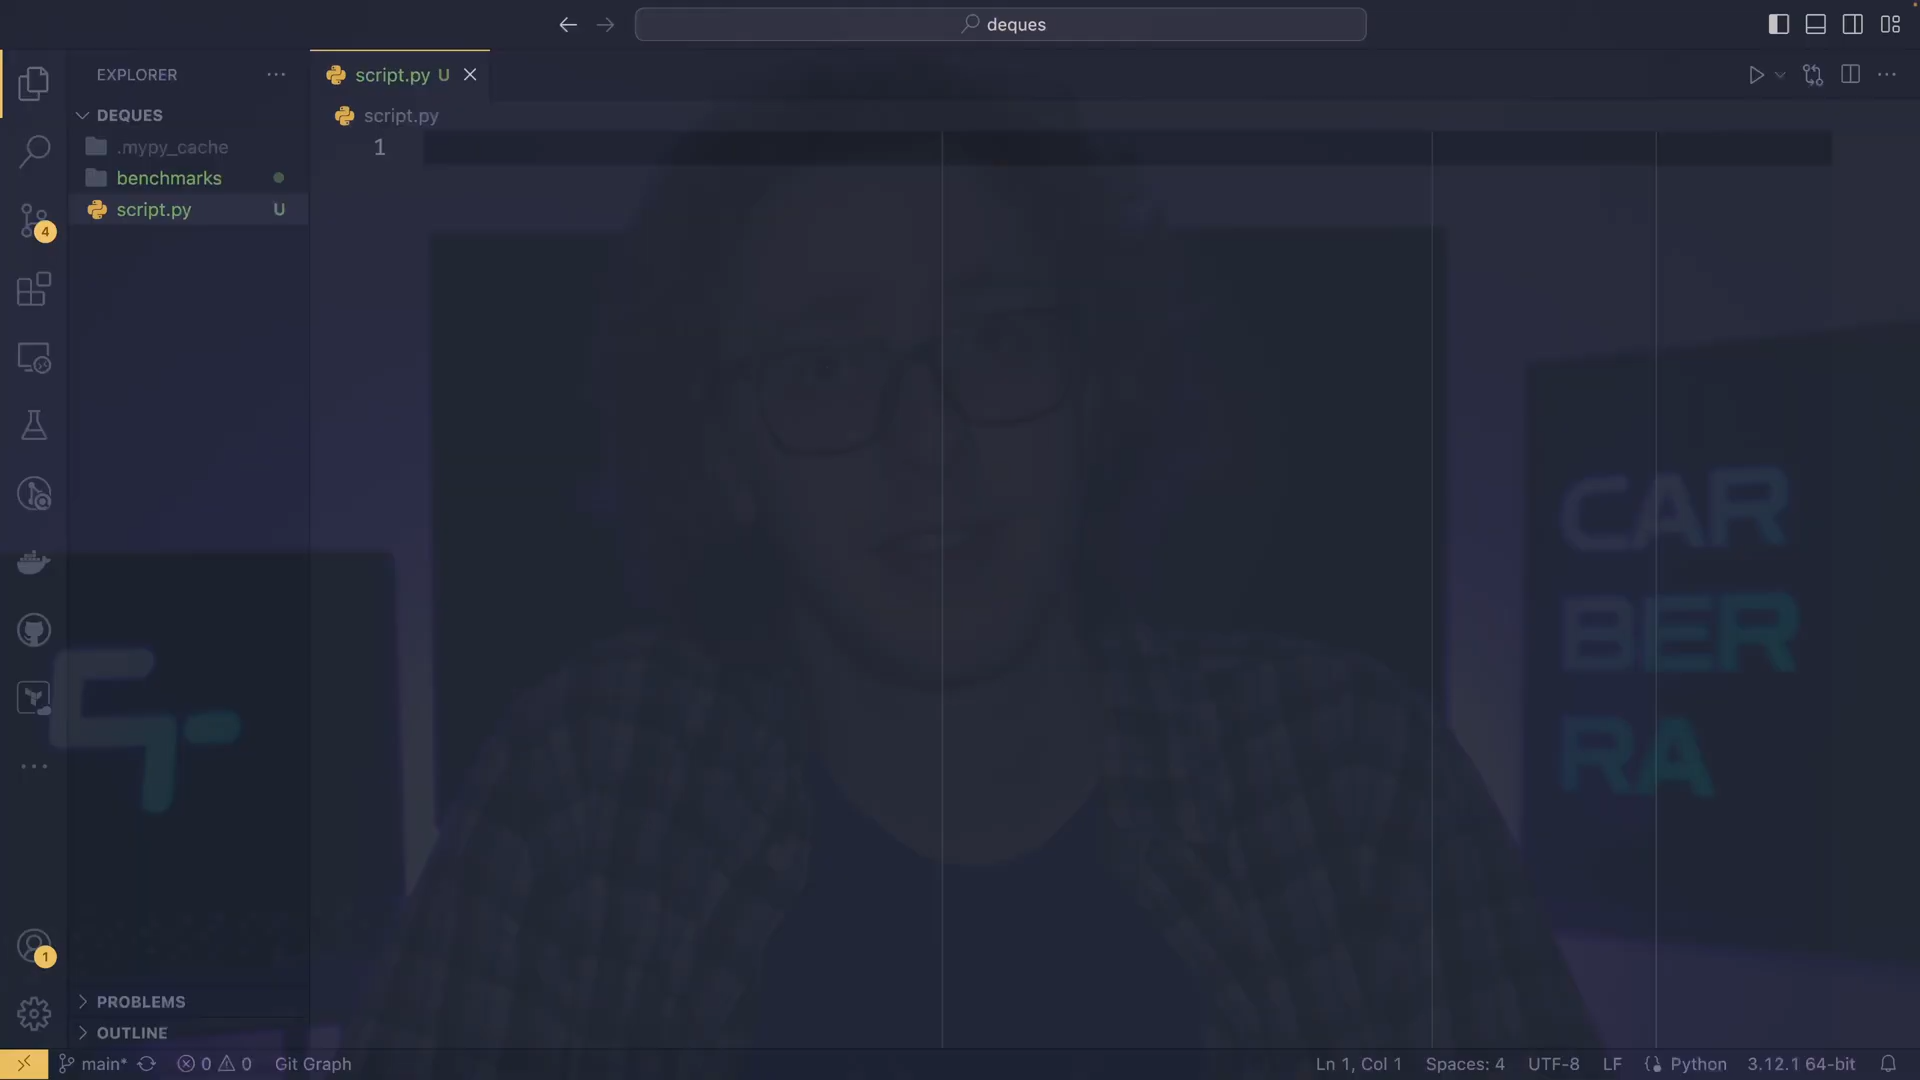 deques
EXPLORER
script.py U
DEQUES
script.py
.mypy_cache
1
benchmarks
script.py U
4
CAR
BER
RA
1
PROBLEMS
OUTLINE
main* 0 0 Git Graph Ln 1, Col 1 Spaces: 4 UTF-8 LF Python 3.12.1 64-bit